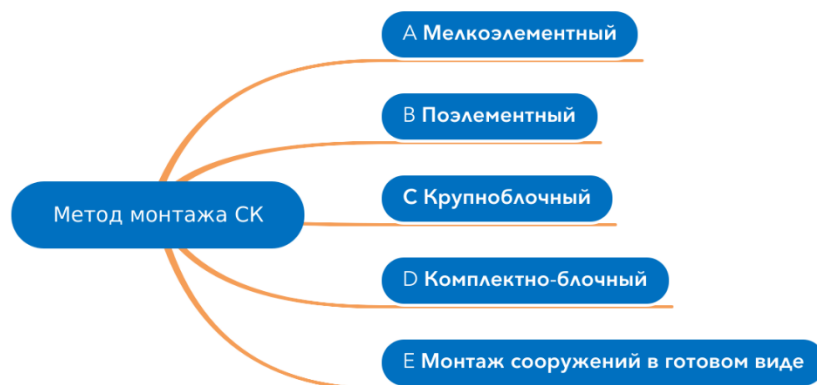 A Мелкоэлементный
B Поэлементный
C Крупноблочный
Метод монтажа СК
D Комплектно-блочный
E Монтаж сооружений в готовом виде